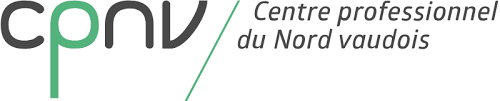 cpnv
Centre professionnel
du Nord vaudois